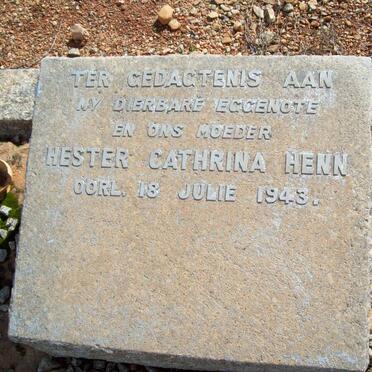 TER GEDAGTENIS AAN
MY DIERBARE EGGENOTE
EN ONS MOEDER
HESTER CATHRINA HENN
OORL. 18 JULIE 1943.